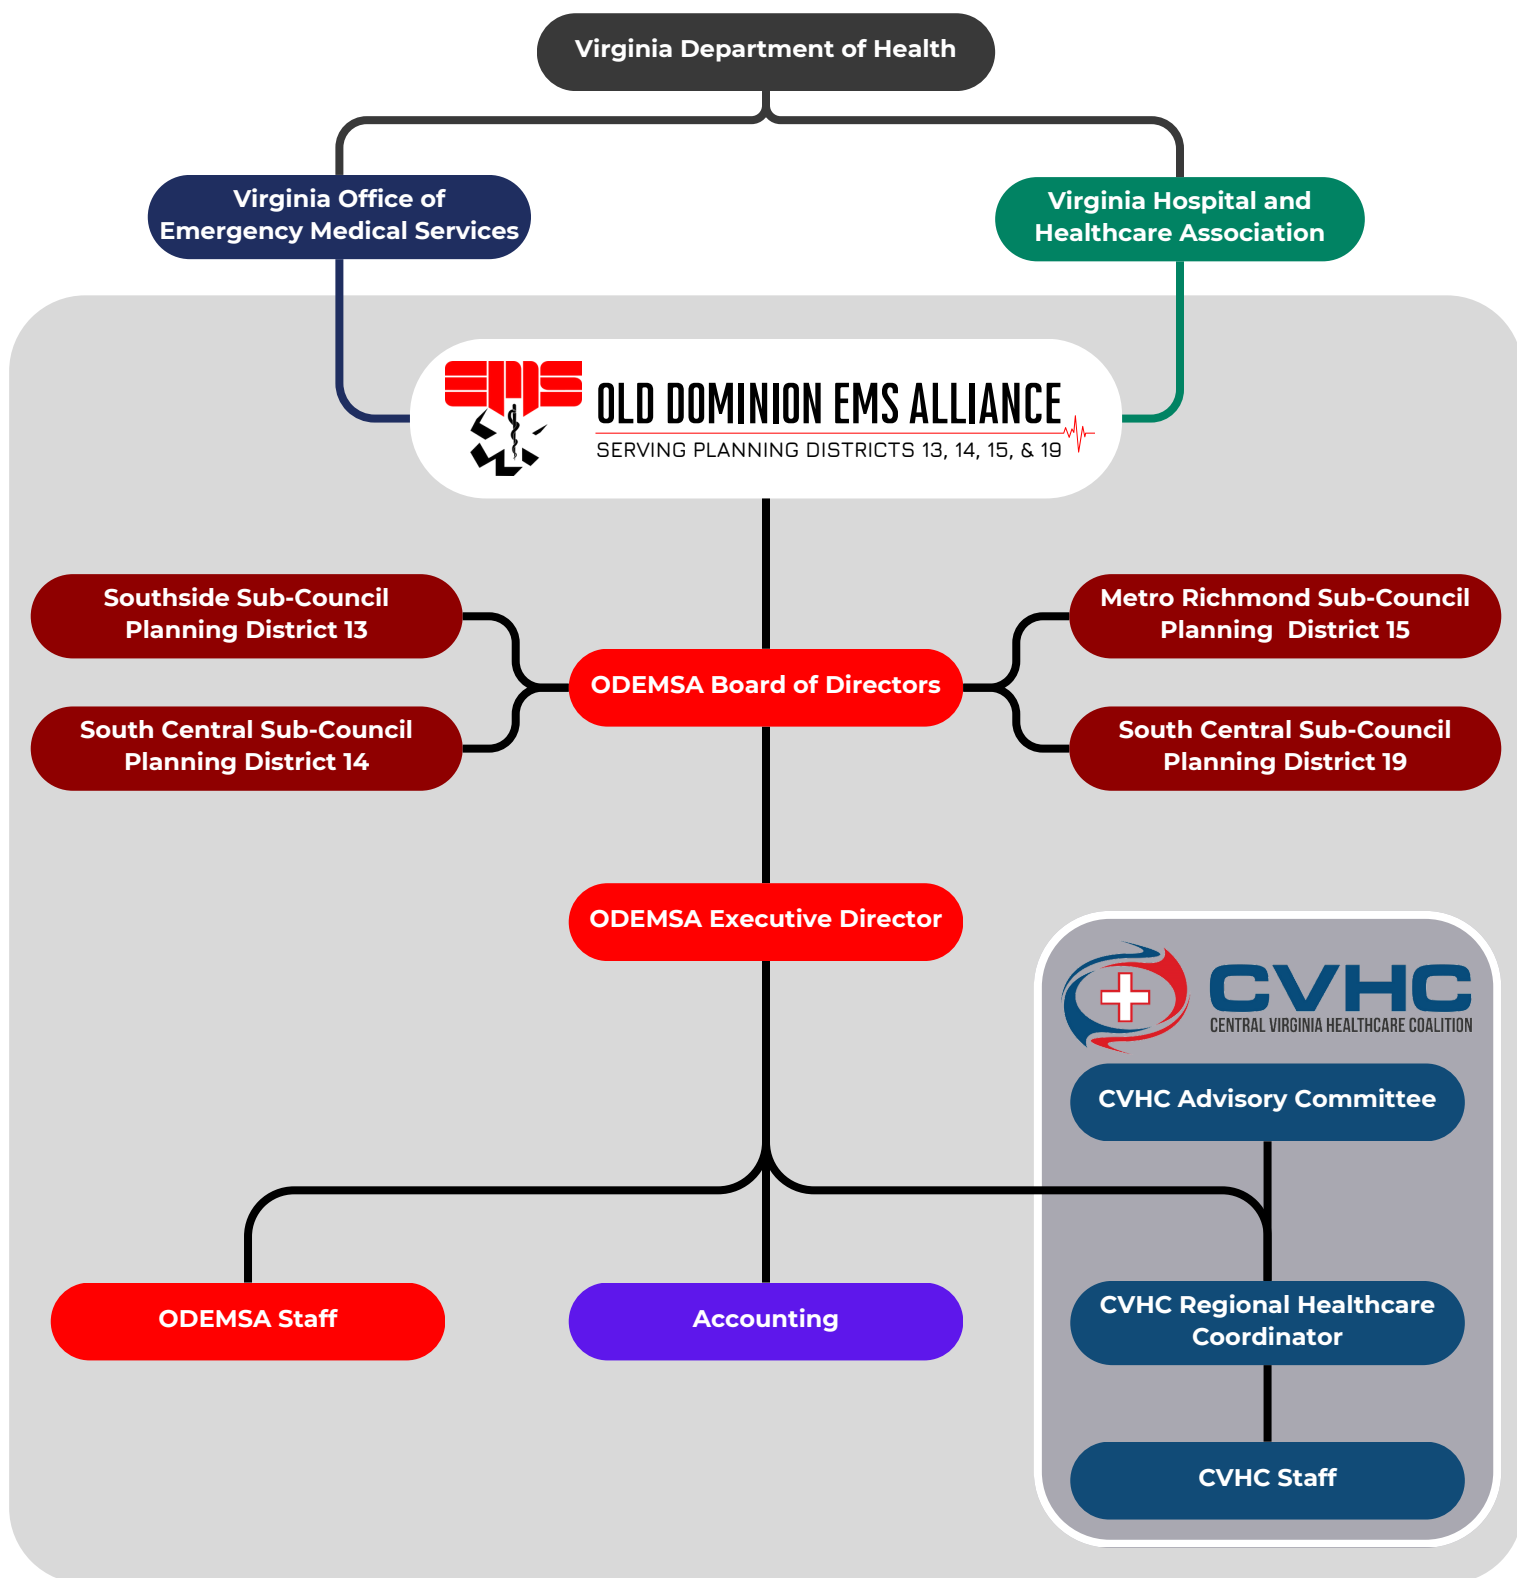 Virginia Department of Health
Virginia Office of
Emergency Medical Services
Virginia Hospital and
Healthcare Association
EMS
OLD DOMINION EMS ALLIANCE
SERVING PLANNING DISTRICTS 13, 14, 15, & 19
Southside Sub-Council
Planning District 13
Metro Richmond Sub-Council
Planning  District 15
ODEMSA Board of Directors
South Central Sub-Council
Planning District 14
South Central Sub-Council
Planning District 19
ODEMSA Executive Director
CVHC
CENTRAL VIRGINIA HEALTHCARE COALITION
CVHC Advisory Committee
ODEMSA Staff
Accounting
CVHC Regional Healthcare
Coordinator
CVHC Staff